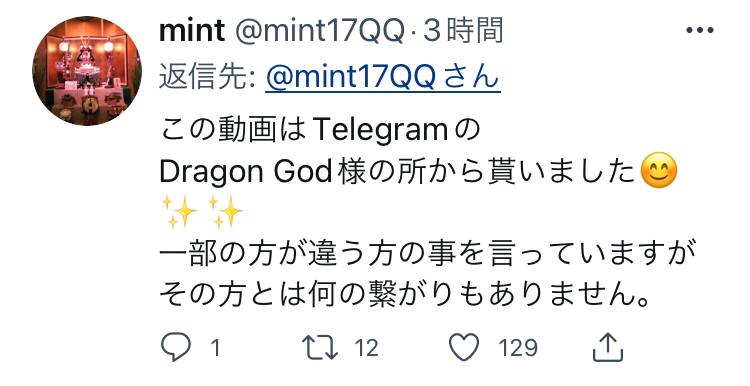 mint @mint17QQ·3時間
返信先: @mint17QQさん
この動画はTelegramの
Dragon God様の所から貰いました😊
✨✨
一部の方が違う方の事を言っていますが
その方とは何の繋がりもありません。
1 12 129